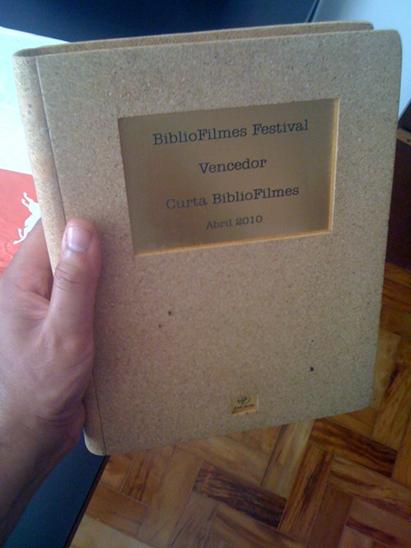 BiblioFilmes Festival
Vencedor
Curta BiblioFilmes
Abril 2010